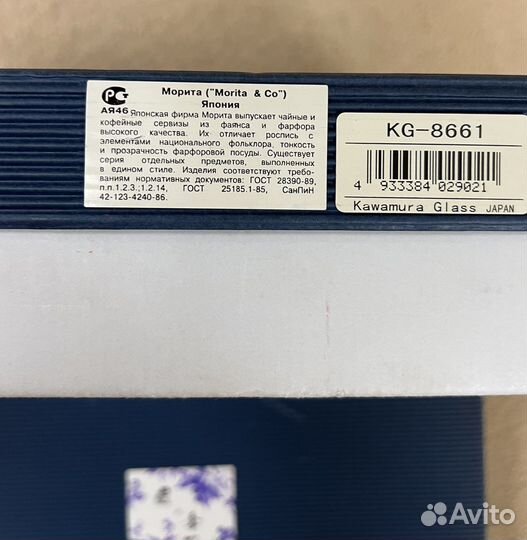 РС
АЯ46
Морита ("Morita & Co")
Япония
Японская фирма Морита выпускает чайные и
кофейные сервизы из фаянса и фарфора
высокого качества. Их отличает роспись с
элементами национального фольклора, тонкость
и прозрачность фарфоровой посуды. Существует
серия отдельных предметов, выполненных
в едином стиле. Изделия соответствуют требо-
ваниям нормативных документов: ГОСТ 28390-89,
п.п.1.2.3.;1.2.14, ГОСТ 25185.1-85, СанПиН
42-123-4240-86.
KG-8661
4 933384 029021
Kawamura Glass JAPAN
Avito